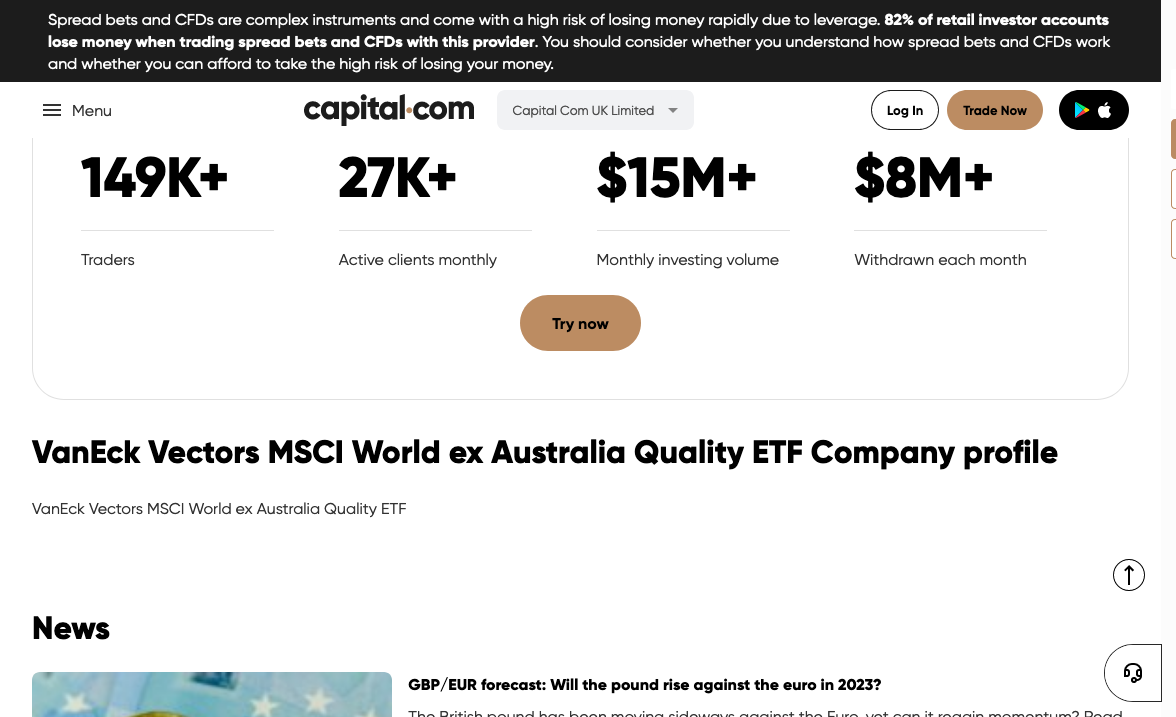 Spread bets and CFDs are complex instruments and come with a high risk of losing money rapidly due to leverage. 82% of retail investor accounts
lose money when trading spread bets and CFDs with this provider. You should consider whether you understand how spread bets and CFDs work
and whether you can afford to take the high risk of losing your money.
Menu
capital.com
Capital Com UK Limited
Log In
Trade Now
149K+
27K+
$15M+
$8M+
Traders
Active clients monthly
Monthly investing volume
Withdrawn each month
Try now
VanEck Vectors MSCI World ex Australia Quality ETF Company profile
VanEck Vectors MSCI World ex Australia Quality ETF
News
GBP/EUR forecast: Will the pound rise against the euro in 2023?
The British pound has been moving sideways against the Euro, yet can it regain momentum? Read